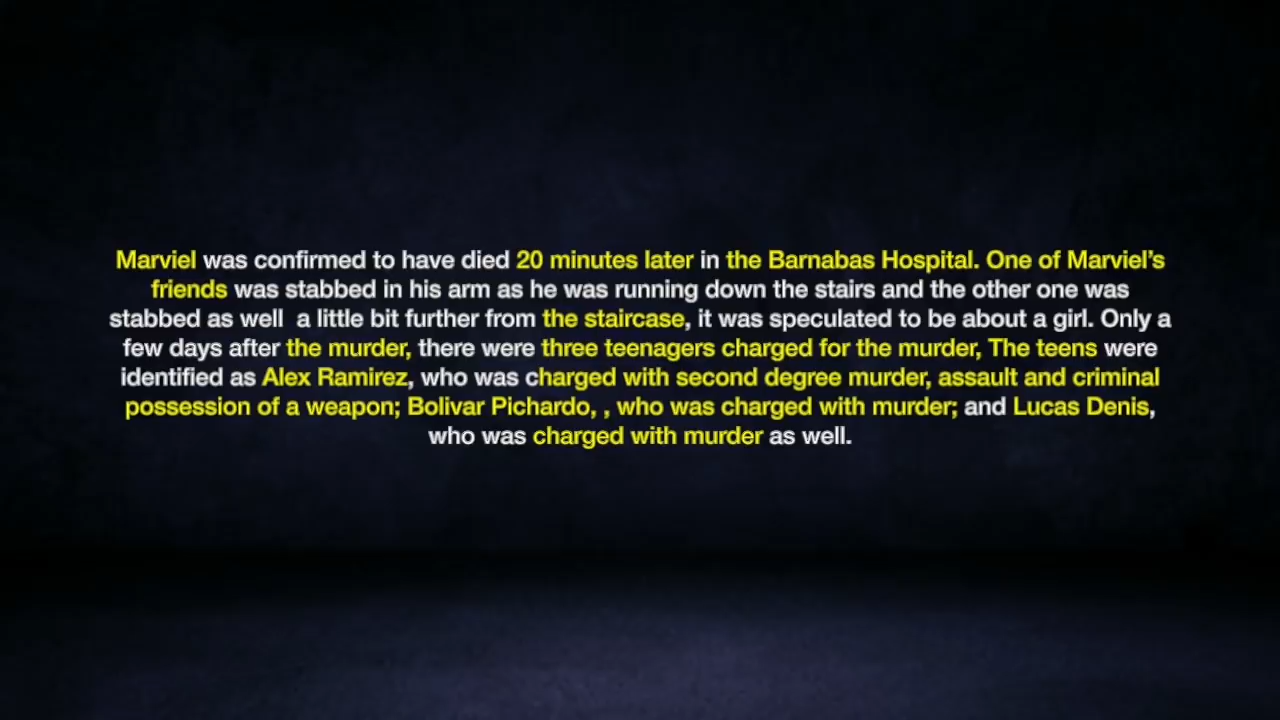 Marviel was confirmed to have died 20 minutes later in the Barnabas Hospital. One of Marviel's
friends was stabbed in his arm as he was running down the stairs and the other one was
stabbed as well  a little bit further from the staircase, it was speculated to be about a girl. Only a
few days after the murder, there were three teenagers charged for the murder, The teens were
identified as Alex Ramirez, who was charged with second degree murder, assault and criminal
possession of a weapon; Bolivar Pichardo, , who was charged with murder; and Lucas Denis,
who was charged with murder as well.